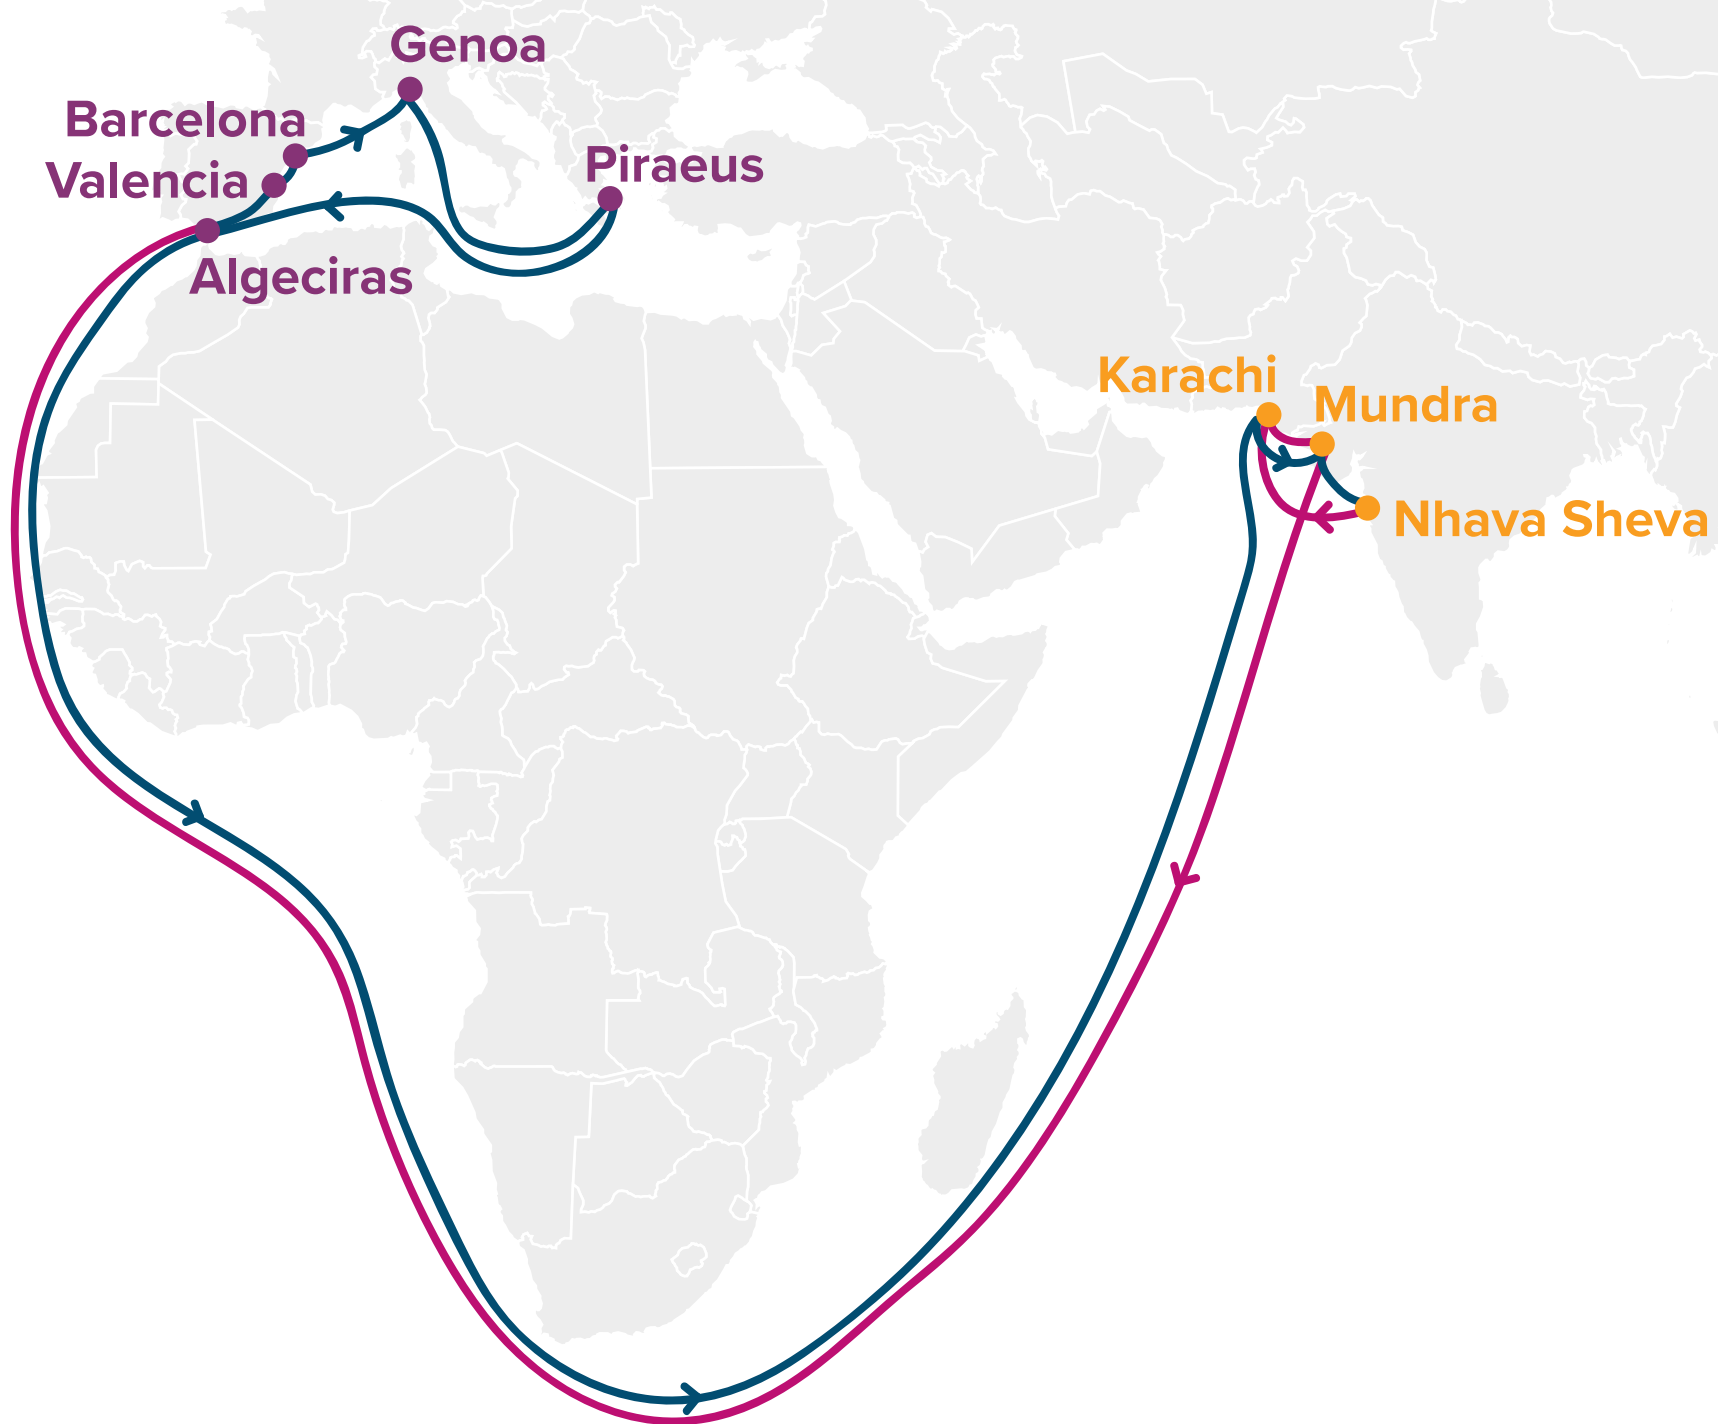 Genoa
Barcelona
Valencia
Piraeus
Algeciras
Karachi
Mundra
Nhava Sheva